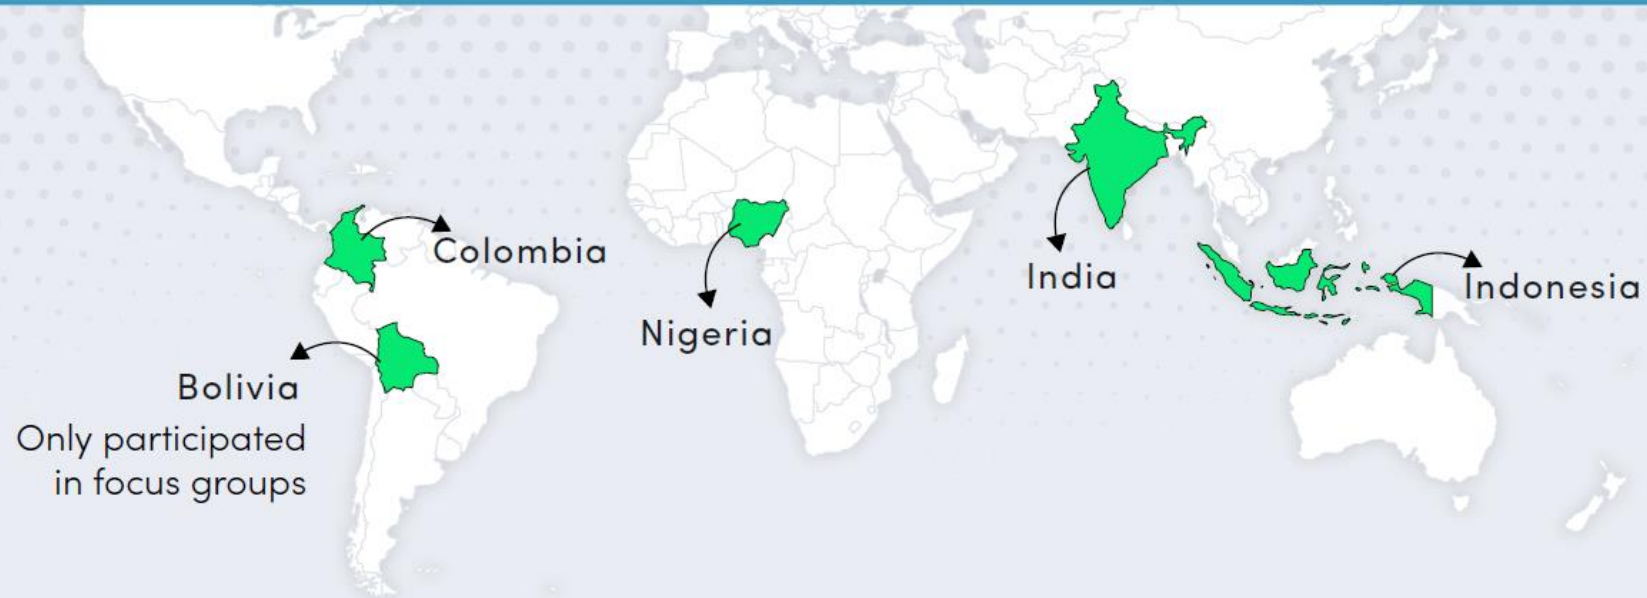 Colombia
India
Indonesia
Nigeria
Bolivia
Only participated
in focus groups